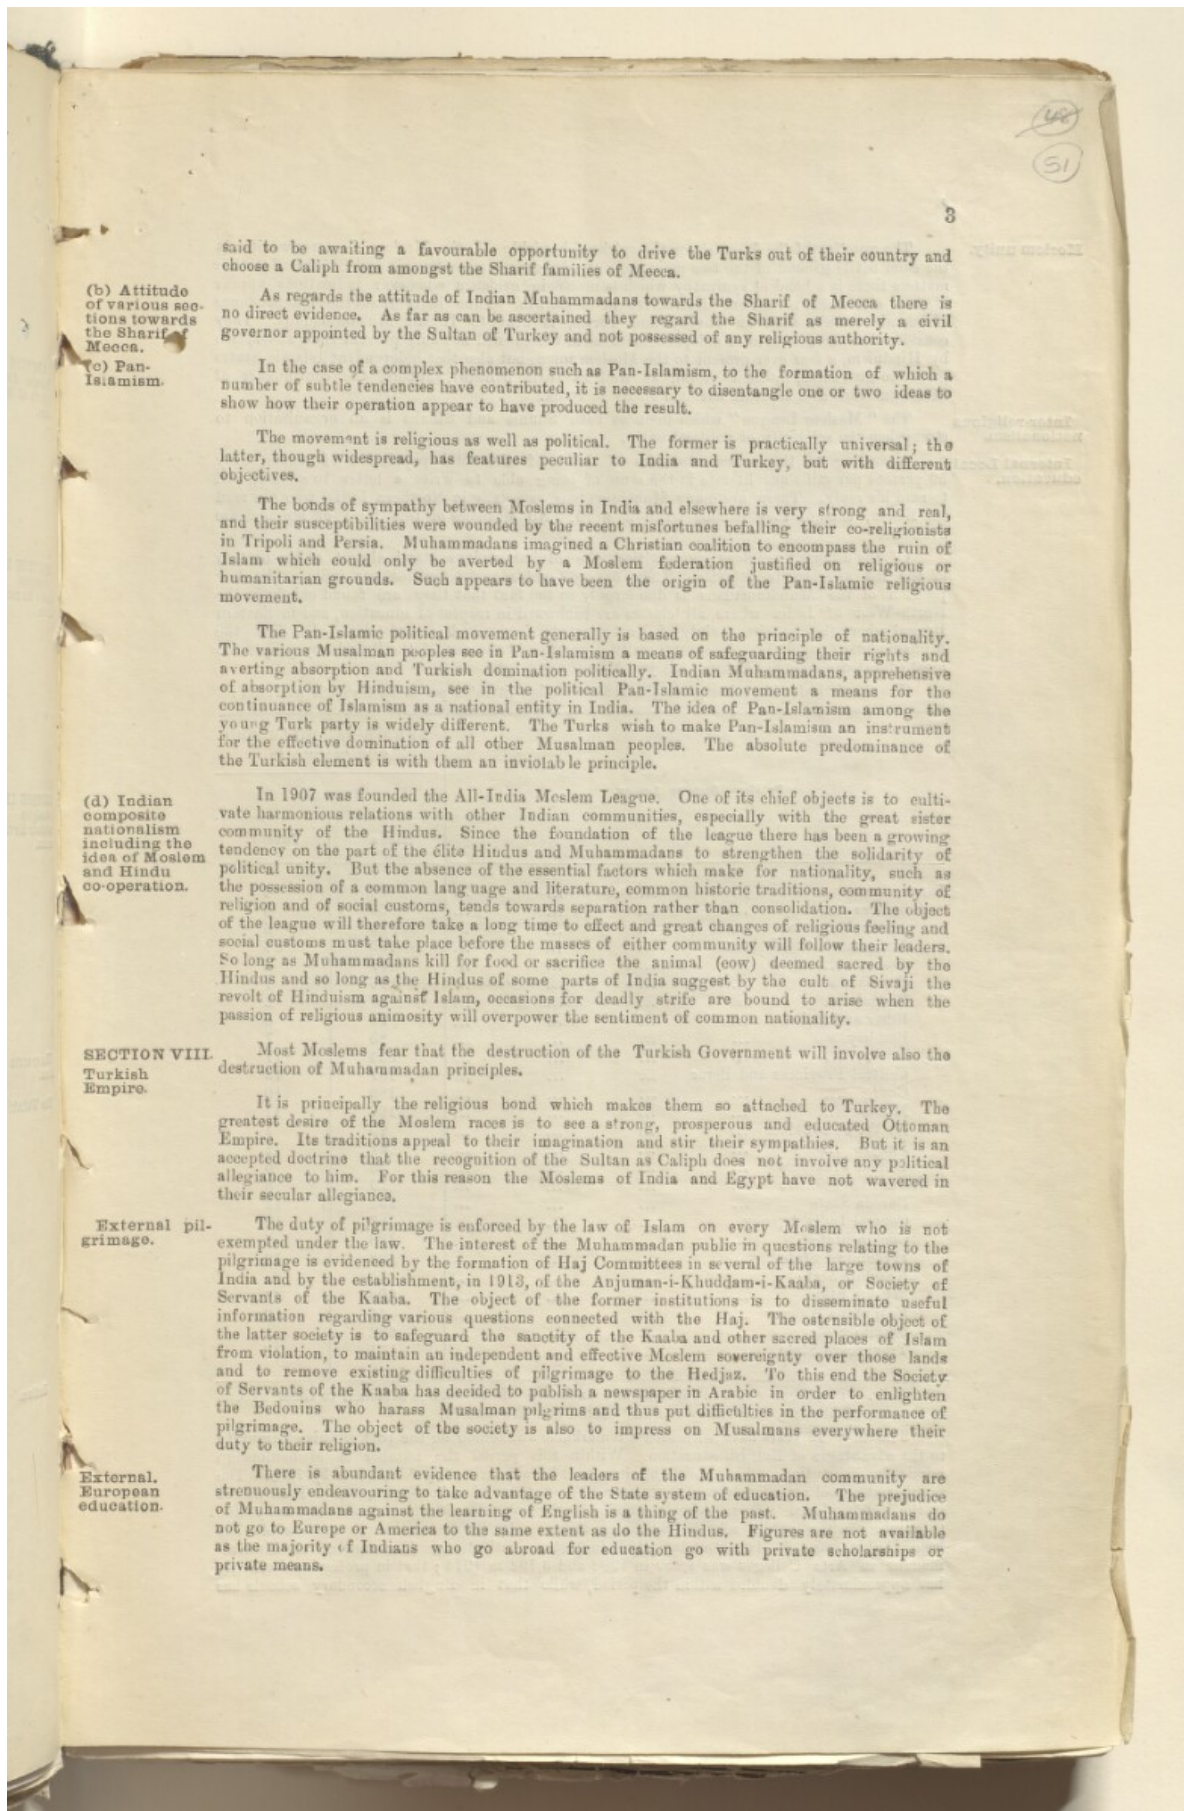 48
51
3
said to be awaiting a favourable opportunity to drive the Turks out of their country and
choose a Caliph from amongst the Sharif families of Mecca.
(b) Attitude
of various sec-
tions towards
the Sharif of
Mecca.
As regards the attitude of Indian Muhammadans towards the Sharif of Mecca there is
no direct evidence. As far as can be ascertained they regard the Sharif as merely a civil
governor appointed by the Sultan of Turkey and not possessed of any religious authority.
(c) Pan-
Islamism.
In the case of a complex phenomenon such as Pan-Islamism, to the formation of which a
number of subtle tendencies have contributed, it is necessary to disentangle one or two ideas to
show how their operation appear to have produced the result.
The movement is religious as well as political. The former is practically universal; the
latter, though widespread, has features peculiar to India and Turkey, but with different
objectives.
The bonds of sympathy between Moslems in India and elsewhere is very strong and real,
and their susceptibilities were wounded by the recent misfortunes befalling their co-religionists
in Tripoli and Persia. Muhammadans imagined a Christian coalition to encompass the ruin of
Islam which could only be averted by a Moslem federation justified on religious or
humanitarian grounds. Such appears to have been the origin of the Pan-Islamic religious
movement.
The Pan-Islamic political movement generally is based on the principle of nationality.
The various Musalman peoples see in Pan-Islamism a means of safeguarding their rights and
averting absorption and Turkish domination politically. Indian Muhammadans, apprehensive
of absorption by Hinduism, see in the political Pan-Islamic movement a means for the
continuance of Islamism as a national entity in India. The idea of Pan-Islamism among the
young Turk party is widely different. The Turks wish to make Pan-Islamism an instrument
for the effective domination of all other Musalman peoples. The absolute predominance of
the Turkish element is with them an inviolable principle.
(d) Indian
composite
nationalism
including the
idea of Moslem
and Hindu
co-operation.
In 1907 was founded the All-India Moslem League. One of its chief objects is to culti-
vate harmonious relations with other Indian communities, especially with the great sister
community of the Hindus. Since the foundation of the league there has been a growing
tendency on the part of the élite Hindus and Muhammadans to strengthen the solidarity of
political unity. But the absence of the essential factors which make for nationality, such as
the possession of a common language and literature, common historic traditions, community of
religion and of social customs, tends towards separation rather than consolidation. The object
of the league will therefore take a long time to effect and great changes of religious feeling and
social customs must take place before the masses of either community will follow their leaders.
So long as Muhammadans kill for food or sacrifice the animal (cow) deemed sacred by the
Hindus and so long as the Hindus of some parts of India suggest by the cult of Sivaji the
revolt of Hinduism against Islam, occasions for deadly strife are bound to arise when the
passion of religious animosity will overpower the sentiment of common nationality.
SECTION VIII.
Turkish
Empire.
Most Moslems fear that the destruction of the Turkish Government will involve also the
destruction of Muhammadan principles.
It is principally the religious bond which makes them so attached to Turkey. The
greatest desire of the Moslem races is to see a strong, prosperous and educated Ottoman
Empire. Its traditions appeal to their imagination and stir their sympathies. But it is an
accepted doctrine that the recognition of the Sultan as Caliph does not involve any political
allegiance to him. For this reason the Moslems of India and Egypt have not wavered in
their secular allegiance.
External pil-
grimage.
The duty of pilgrimage is enforced by the law of Islam on every Moslem who is not
exempted under the law. The interest of the Muhammadan public in questions relating to the
pilgrimage is evidenced by the formation of Haj Committees in several of the large towns of
India and by the establishment, in 1913, of the Anjuman-i-Khuddam-i-Kaaba, or Society of
Servants of the Kaaba. The object of the former institutions is to disseminate useful
information regarding various questions connected with the Haj. The ostensible object of
the latter society is to safeguard the sanctity of the Kaaba and other sacred places of Islam
from violation, to maintain an independent and effective Moslem sovereignty over those lands
and to remove existing difficulties of pilgrimage to the Hedjaz. To this end the Society
of Servants of the Kaaba has decided to publish a newspaper in Arabic in order to enlighten
the Bedouins who harass Musalman pilgrims and thus put difficulties in the performance of
pilgrimage. The object of the society is also to impress on Musalmans everywhere their
duty to their religion.
External.
European
education.
There is abundant evidence that the leaders of the Muhammadan community are
strenuously endeavouring to take advantage of the State system of education. The prejudice
of Muhammadans against the learning of English is a thing of the past. Muhammadans do
not go to Europe or America to the same extent as do the Hindus. Figures are not available
as the majority of Indians who go abroad for education go with private scholarships or
private means.